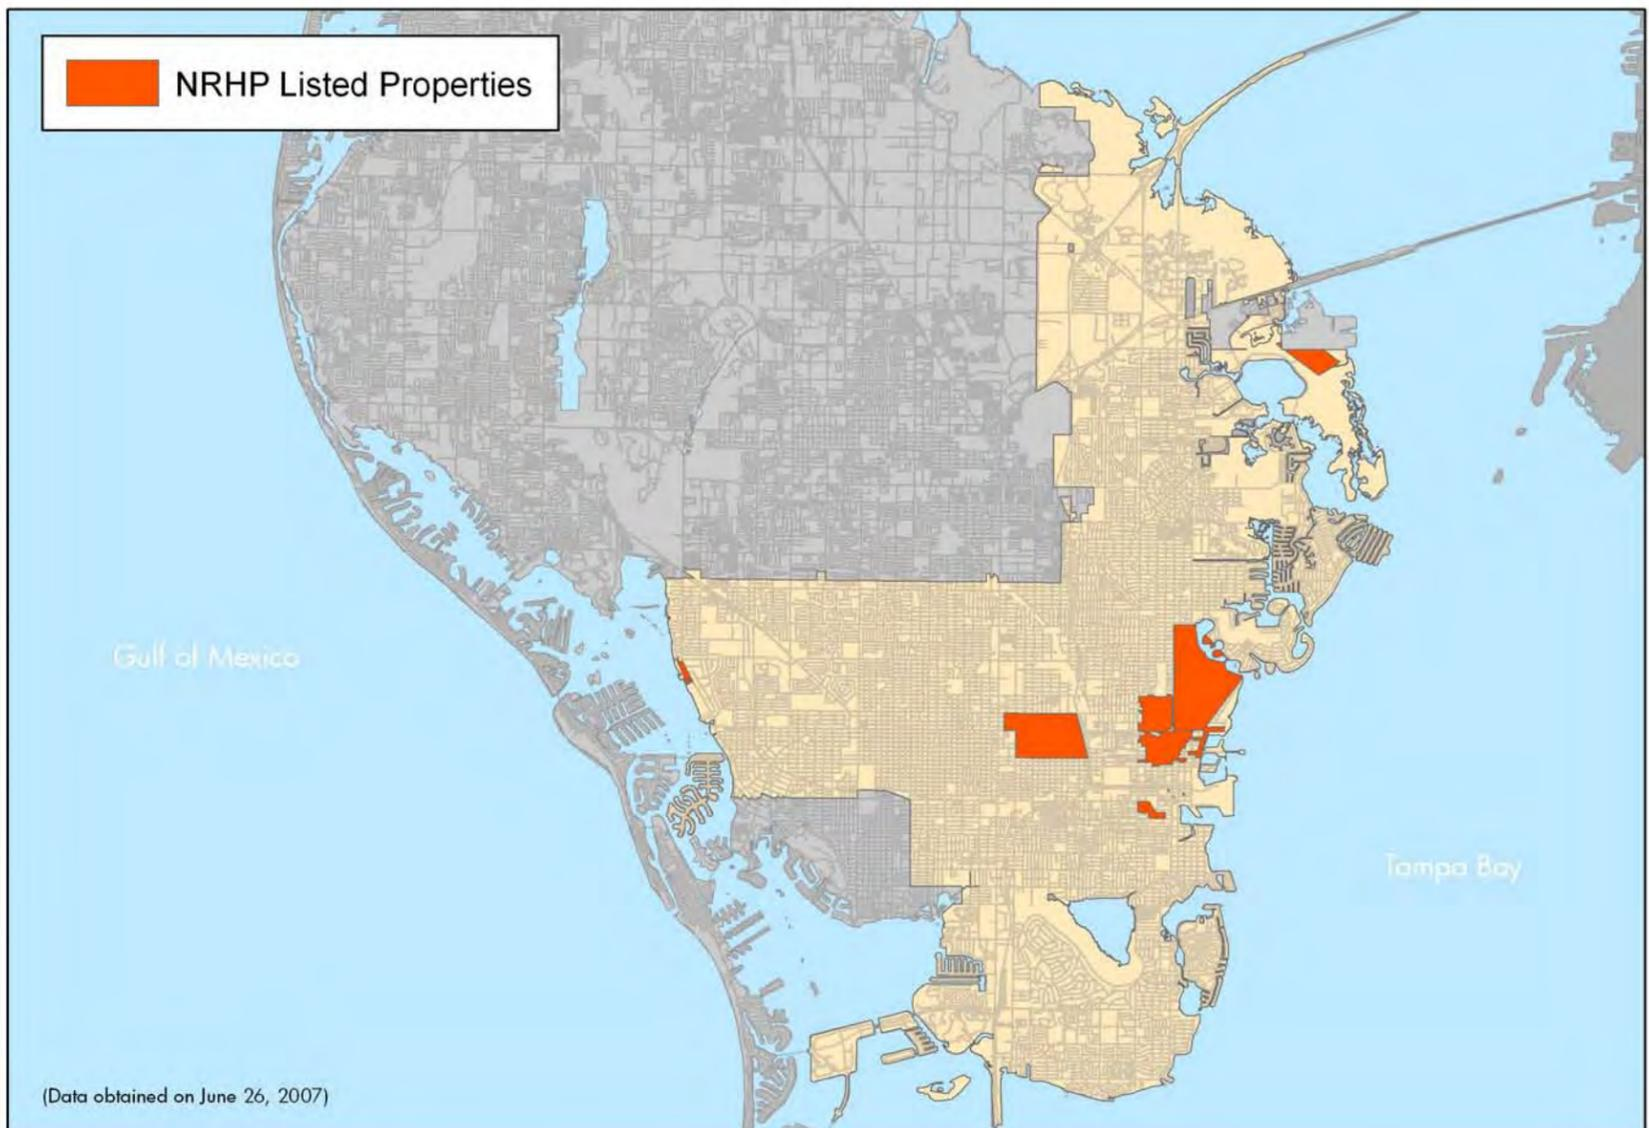 NRHP Listed Properties
Gulf of Mexico
Tampa Bay
(Data obtained on June 26, 2007)